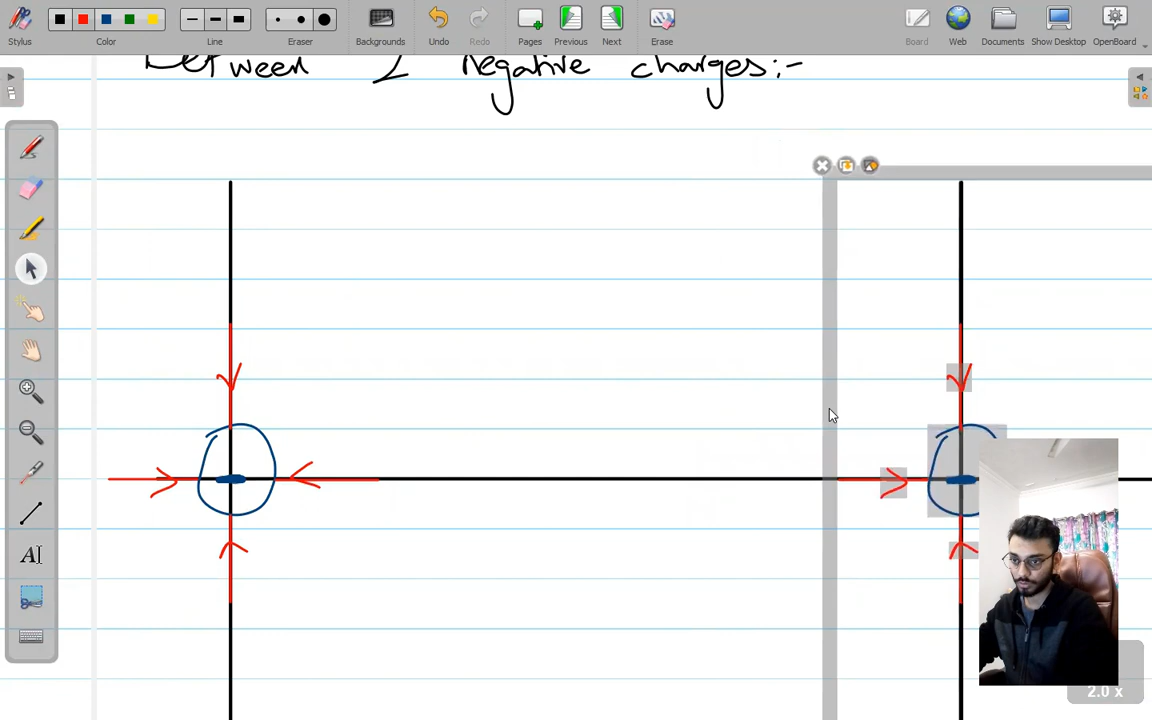 Stylus
Color
Line
Eraser
Backgrounds
Undo
Redo
Pages
Previous
Next
Erase
Board
Web
Documents
Show Desktop
OpenBoard
Between 2 negative charges:-
2.0 x